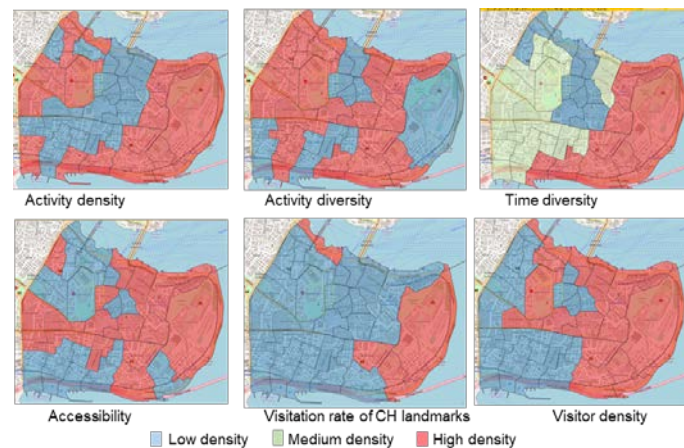 Activity density
Activity diversity
Time diversity
Accessibility
Visitation rate of CH landmarks
Visitor density
Low density
Medium density
High density